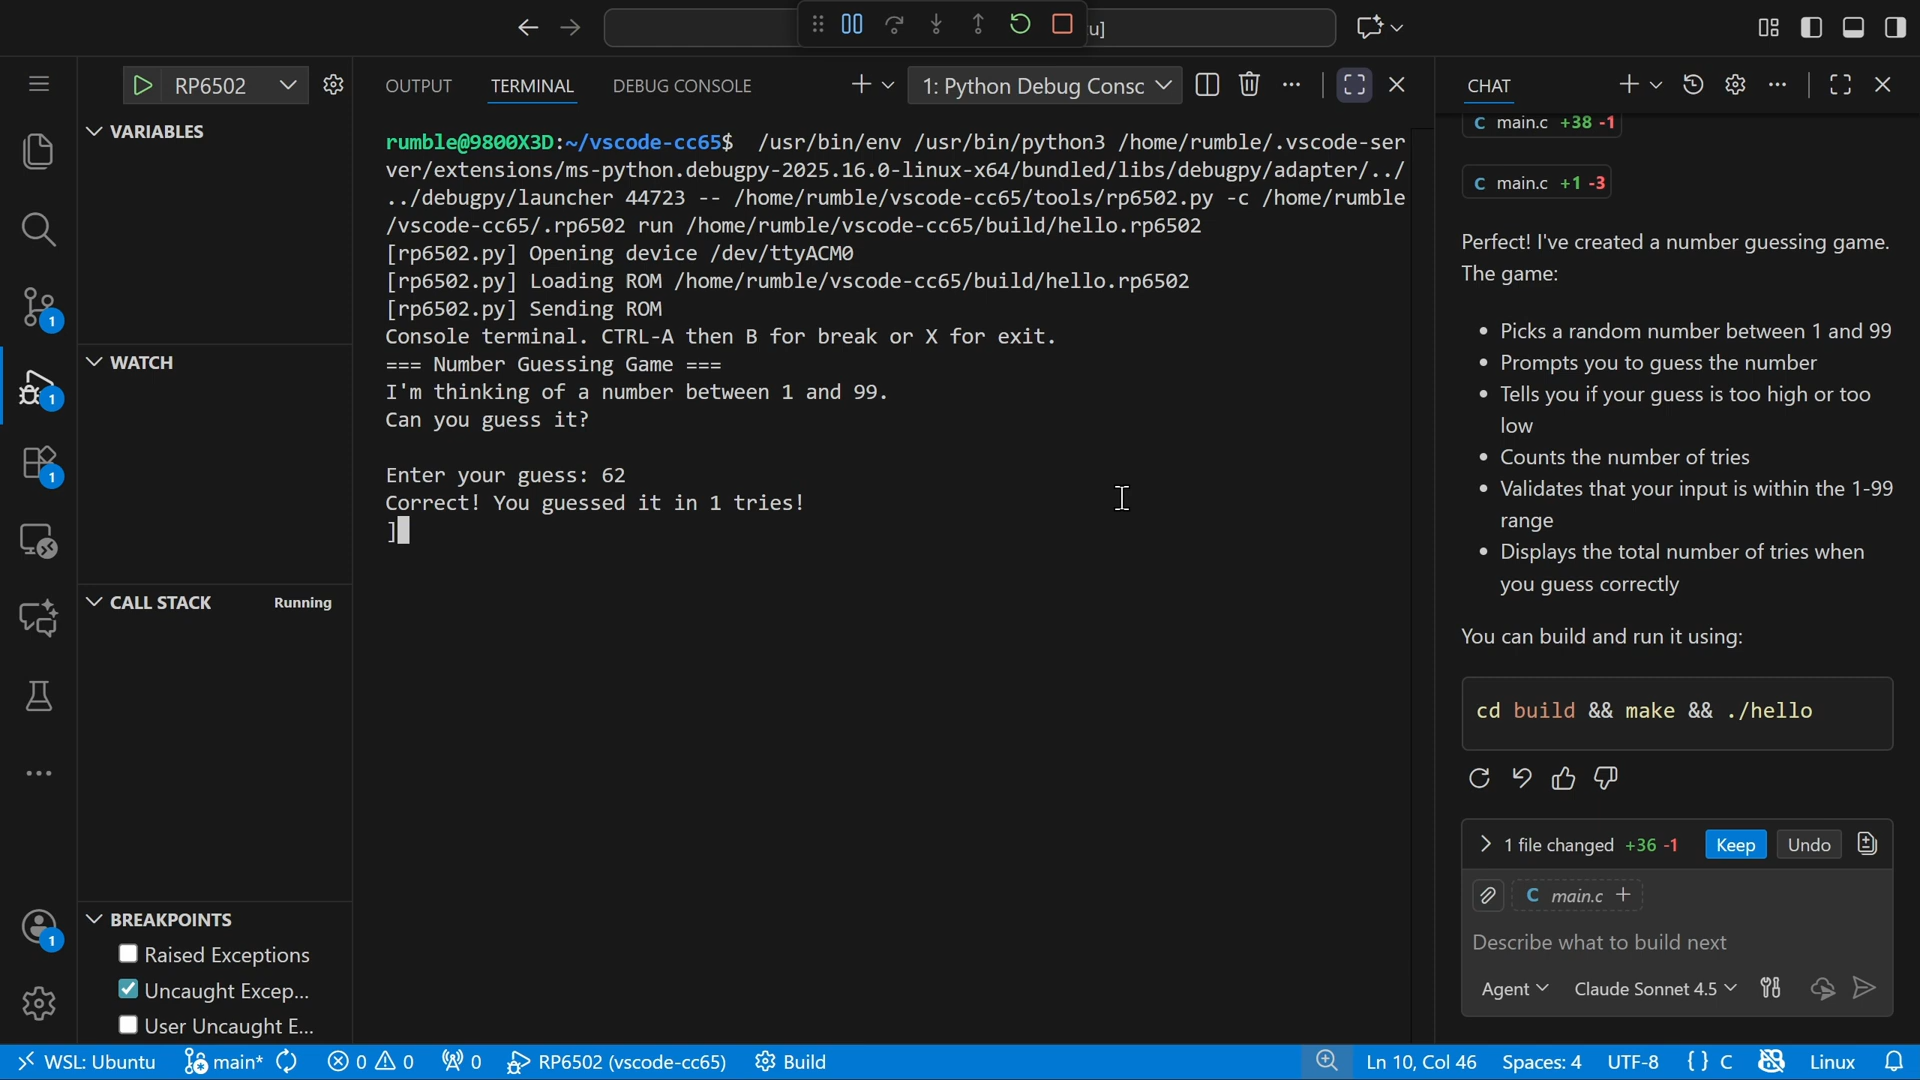 u]
RP6502
OUTPUT
TERMINAL
DEBUG CONSOLE
1: Python Debug Consc
CHAT
VARIABLES
WATCH
CALL STACK
Running
BREAKPOINTS
Raised Exceptions
Uncaught Excep...
User Uncaught E...
1
1
1
1
rumble@9800X3D:~/vscode-cc65$  /usr/bin/env /usr/bin/python3 /home/rumble/.vscode-ser
ver/extensions/ms-python.debugpy-2025.16.0-linux-x64/bundled/libs/debugpy/adapter/../
../debugpy/launcher 44723 -- /home/rumble/vscode-cc65/tools/rp6502.py -c /home/rumble
/vscode-cc65/.rp6502 run /home/rumble/vscode-cc65/build/hello.rp6502
[rp6502.py] Opening device /dev/ttyACM0
[rp6502.py] Loading ROM /home/rumble/vscode-cc65/build/hello.rp6502
[rp6502.py] Sending ROM
Console terminal. CTRL-A then B for break or X for exit.
=== Number Guessing Game ===
I'm thinking of a number between 1 and 99.
Can you guess it?
Enter your guess: 62
Correct! You guessed it in 1 tries!
]
C main.c +38 -1
C main.c +1 -3
Perfect! I've created a number guessing game.
The game:
• Picks a random number between 1 and 99
• Prompts you to guess the number
• Tells you if your guess is too high or too
low
• Counts the number of tries
• Validates that your input is within the 1-99
range
• Displays the total number of tries when
you guess correctly
You can build and run it using:
cd build && make && ./hello
1 file changed +36 -1
Keep
Undo
C main.c +
Describe what to build next
Agent
Claude Sonnet 4.5
WSL: Ubuntu
main*
0
0
0
RP6502 (vscode-cc65)
Build
Ln 10, Col 46
Spaces: 4
UTF-8
{ } C
Linux